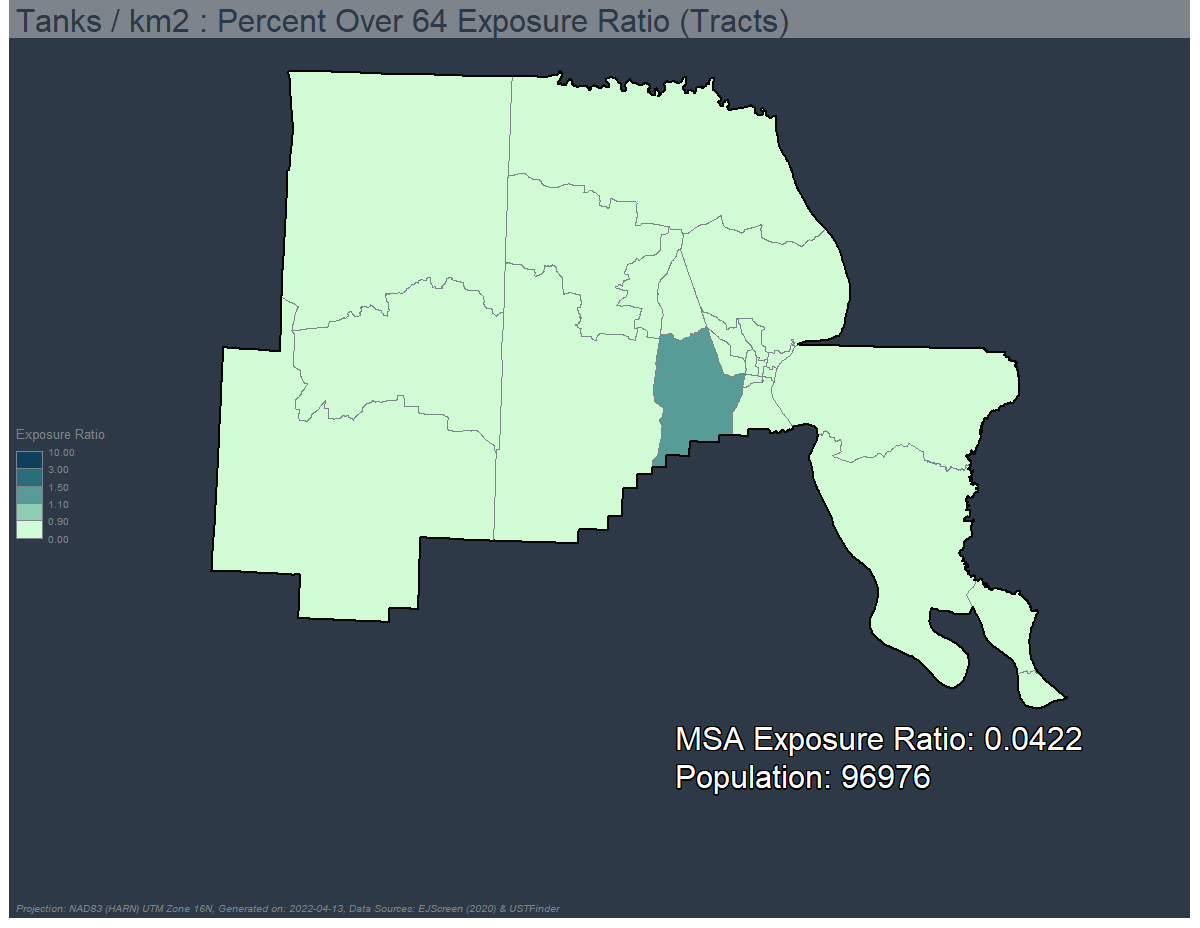 Tanks / km2 : Percent Over 64 Exposure Ratio (Tracts)
Exposure Ratio
10.00
3.00
1.50
1.10
0.90
0.00
MSA Exposure Ratio: 0.0422
Population: 96976
Projection: NAD83 (HARN) UTM Zone 16N, Generated on: 2022-04-13, Data Sources: EJScreen (2020) & USTFinder